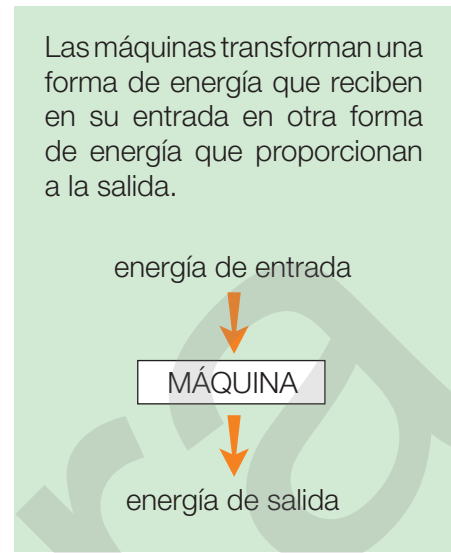 Las máquinas transforman una
forma de energía que reciben
en su entrada en otra forma
de energía que proporcionan
a la salida.
energía de entrada
MÁQUINA
energía de salida